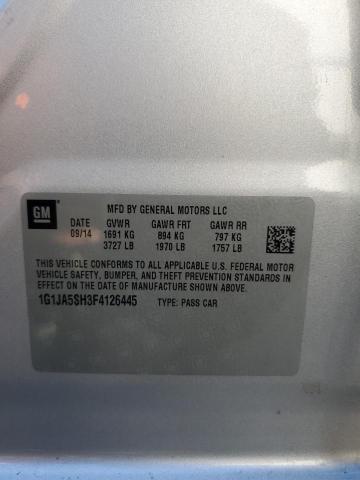 GM
MFD BY GENERAL MOTORS LLC
DATE GVWR GAWR FRT GAWR RR
09/14 1691 KG 894 KG 797 KG
3727 LB 1970 LB 1757 LB
THIS VEHICLE CONFORMS TO ALL APPLICABLE U.S. FEDERAL MOTOR
VEHICLE SAFETY, BUMPER, AND THEFT PREVENTION STANDARDS IN
EFFECT ON THE DATE OF MANUFACTURE SHOWN ABOVE.
1G1JA5SH3F4126445 TYPE: PASS CAR